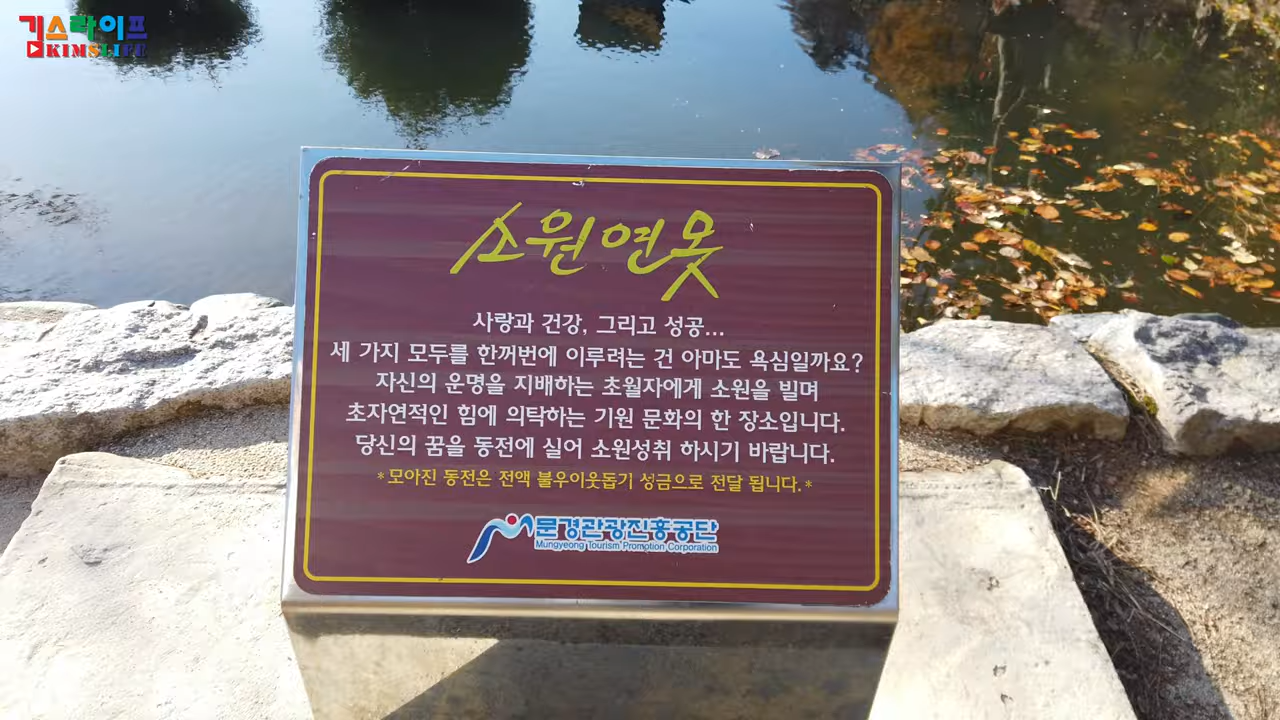 김스라이프
KIMSLIFE
소원연못
사랑과 건강, 그리고 성공...
세 가지 모두를 한꺼번에 이루려는 건 아마도 욕심일까요?
자신의 운명을 지배하는 초월자에게 소원을 빌며
초자연적인 힘에 의탁하는 기원 문화의 한 장소입니다.
당신의 꿈을 동전에 실어 소원성취 하시기 바랍니다.
*모아진 동전은 전액 불우이웃돕기 성금으로 전달 됩니다.*
문경관광진흥공단
Mungyeong Tourism Promotion Corporation